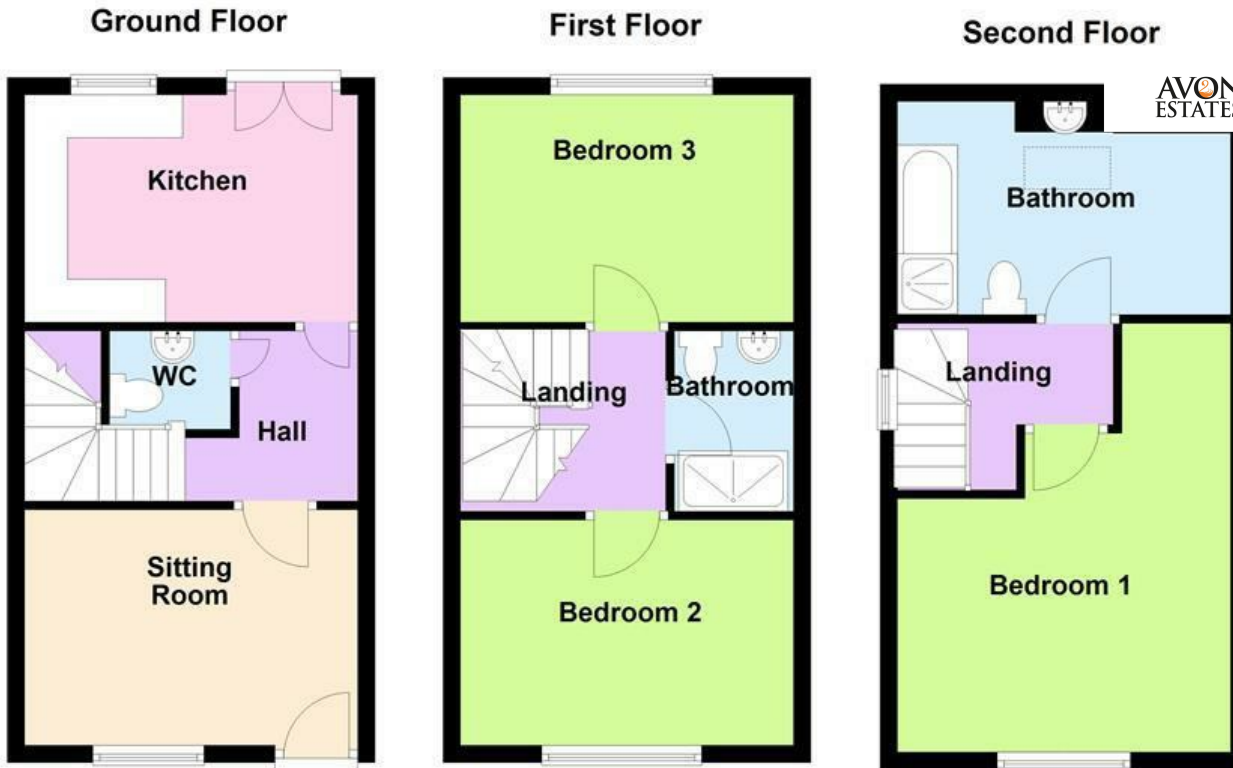 Ground Floor
First Floor
Second Floor
AVON
ESTATES
Kitchen
WC
Hall
Sitting
Room
Bedroom 3
Landing
Bathroom
Bedroom 2
Bathroom
Landing
Bedroom 1